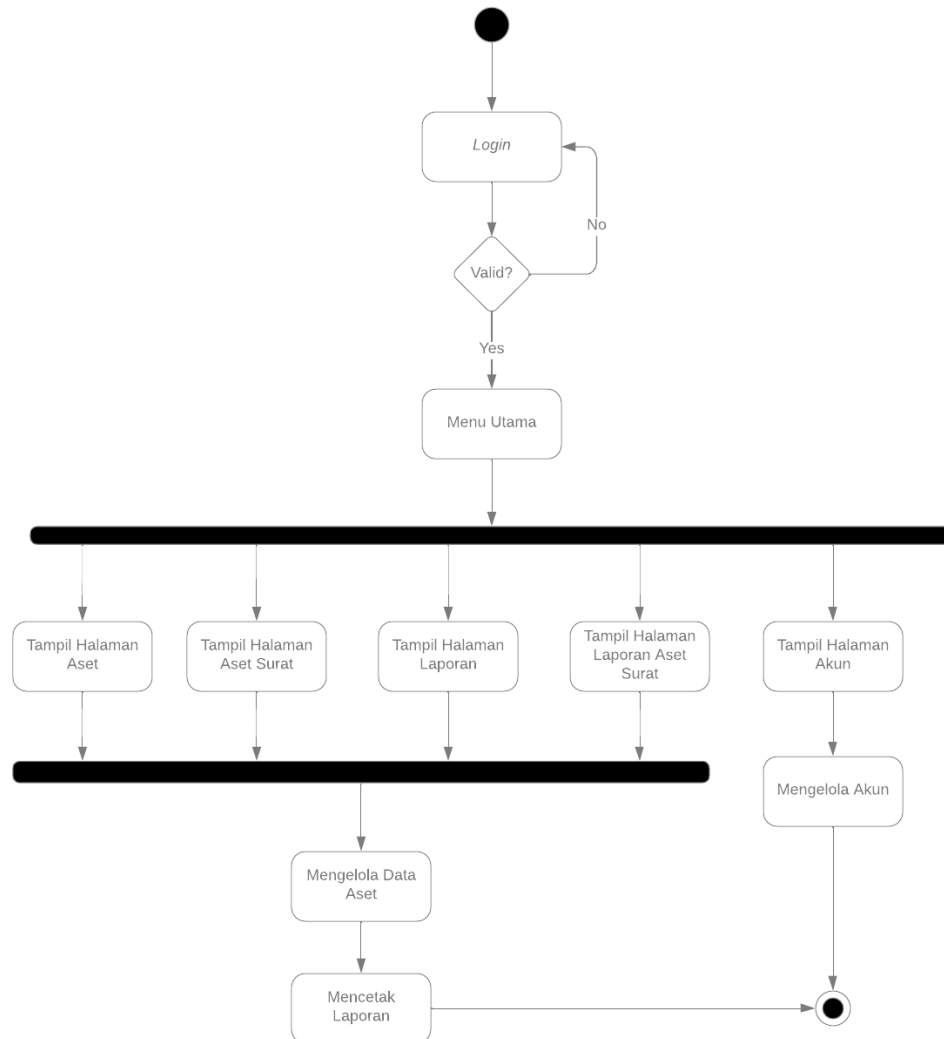 Login
No
Valid?
Yes
Menu Utama
Tampil Halaman
Aset
Tampil Halaman
Aset Surat
Tampil Halaman
Laporan
Tampil Halaman
Laporan Aset
Surat
Tampil Halaman
Akun
Mengelola Akun
Mengelola Data
Aset
Mencetak
Laporan